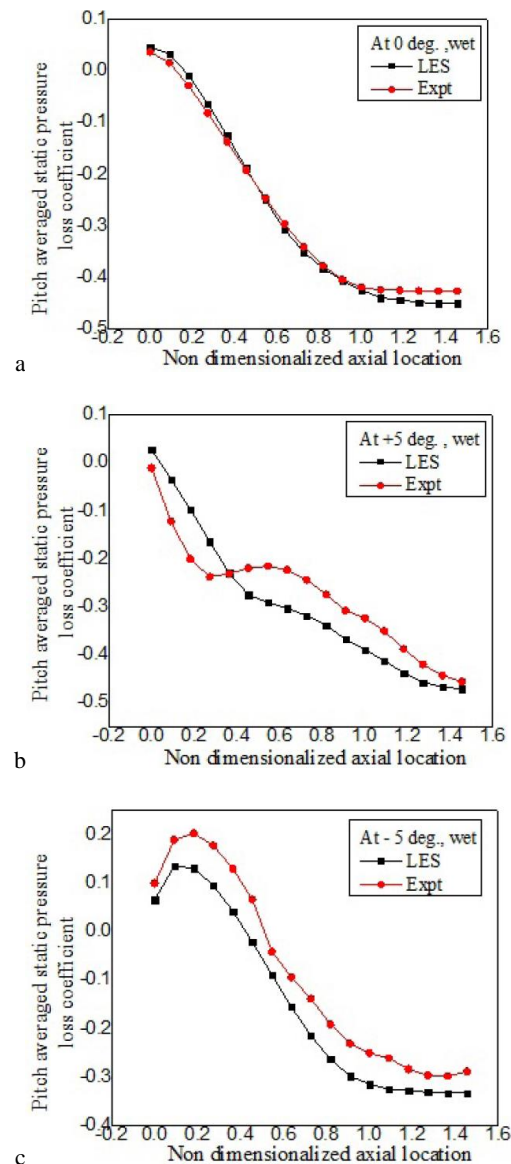 0.1
At 0 deg. ,wet
LES
Expt
0.0
-0.1
-0.2
-0.3
-0.4
-0.5
-0.2 0.0 0.2 0.4 0.6 0.8 1.0 1.2 1.4 1.6
Pitch averaged static pressure
loss coefficient
Non dimensionalized axial location
a
0.1
At +5 deg. , wet
LES
Expt
0.0
-0.1
-0.2
-0.3
-0.4
-0.5
-0.2 0.0 0.2 0.4 0.6 0.8 1.0 1.2 1.4 1.6
Pitch averaged static pressure
loss coefficient
Non dimensionalized axial location
b
0.2
At - 5 deg., wet
LES
Expt
0.1
0.0
-0.1
-0.2
-0.3
-0.4
-0.2 0.0 0.2 0.4 0.6 0.8 1.0 1.2 1.4 1.6
Pitch averaged static pressure
loss coefficient
Non dimensionalized axial location
c